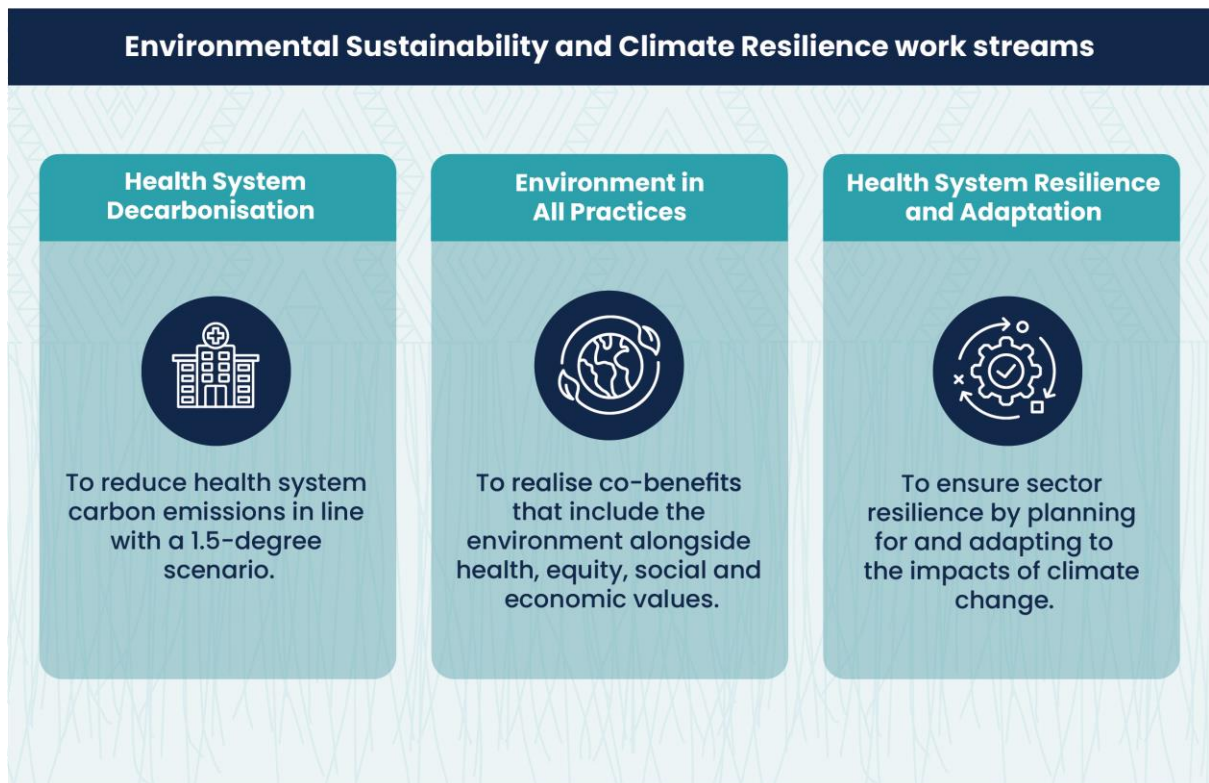 Environmental Sustainability and Climate Resilience work streams
Health System
Decarbonisation
To reduce health system
carbon emissions in line
with a 1.5-degree
scenario.
Environment in
All Practices
To realise co-benefits
that include the
environment alongside
health, equity, social and
economic values.
Health System Resilience
and Adaptation
To ensure sector
resilience by planning
for and adapting to
the impacts of climate
change.